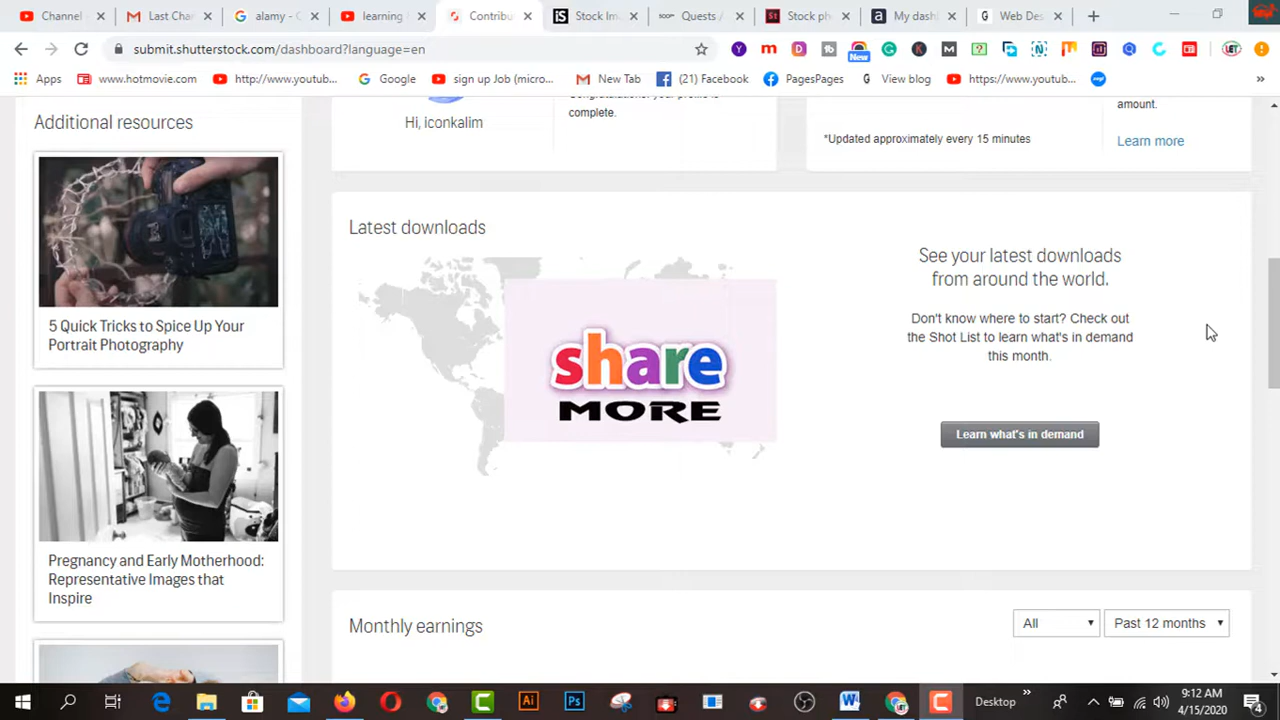 Channel
Last Chan
alamy - G
learning
Contribu
Stock Im
Quests /
Stock pl
My dash
Web Des
submit.shutterstock.com/dashboard?language=en
New
Apps
www.hotmovie.com
http://www.youtub...
Google
sign up Job (micro...
New Tab
(21) Facebook
PagesPages
View blog
https://www.youtub...
»
Additional resources
Hi, iconkalim
complete.
amount.
*Updated approximately every 15 minutes
Learn more
5 Quick Tricks to Spice Up Your
Portrait Photography
Pregnancy and Early Motherhood:
Representative Images that
Inspire
Latest downloads
share
MORE
See your latest downloads
from around the world.
Don't know where to start? Check out
the Shot List to learn what's in demand
this month.
Learn what's in demand
Monthly earnings
All
Past 12 months
Desktop
»
9:12 AM
4/15/2020
4